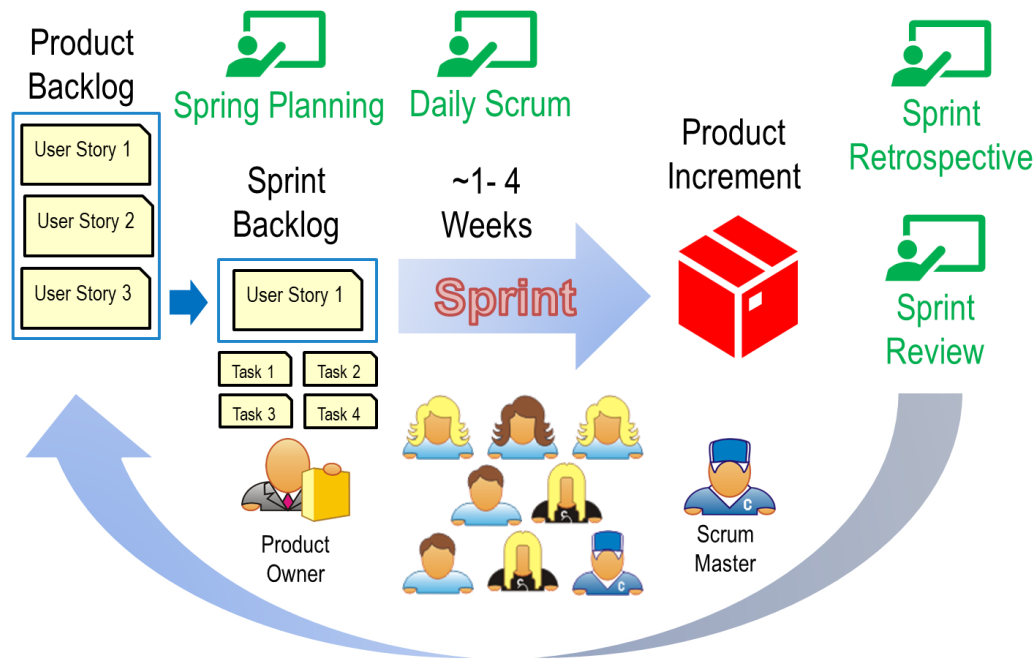 Product
Backlog
User Story 1
User Story 2
User Story 3
Spring Planning
Daily Scrum
Sprint
Backlog
User Story 1
Task 1
Task 2
Task 3
Task 4
~1- 4
Weeks
Sprint
Product
Increment
Sprint
Retrospective
Sprint
Review
Product
Owner
C
C
Scrum
Master